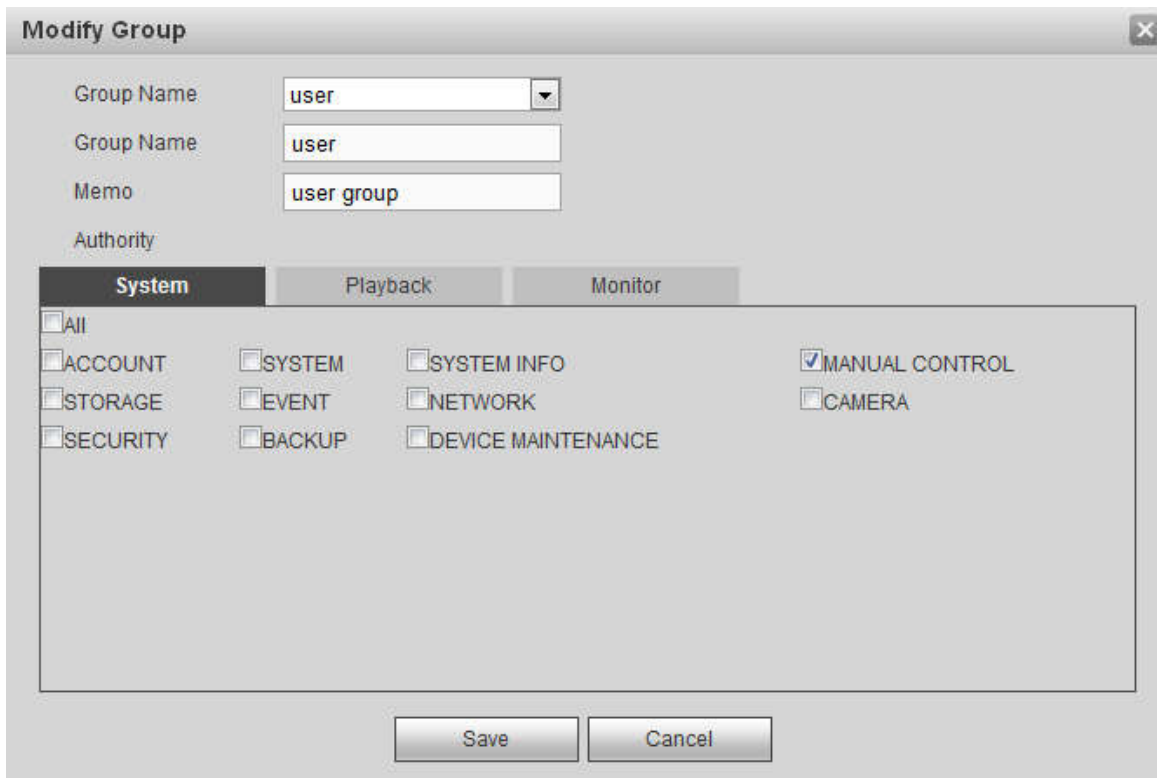 Modify Group
Group Name user
Group Name user
Memo user group
Authority
System Playback Monitor
All
ACCOUNT SYSTEM SYSTEM INFO MANUAL CONTROL
STORAGE EVENT NETWORK CAMERA
SECURITY BACKUP DEVICE MAINTENANCE
Save Cancel